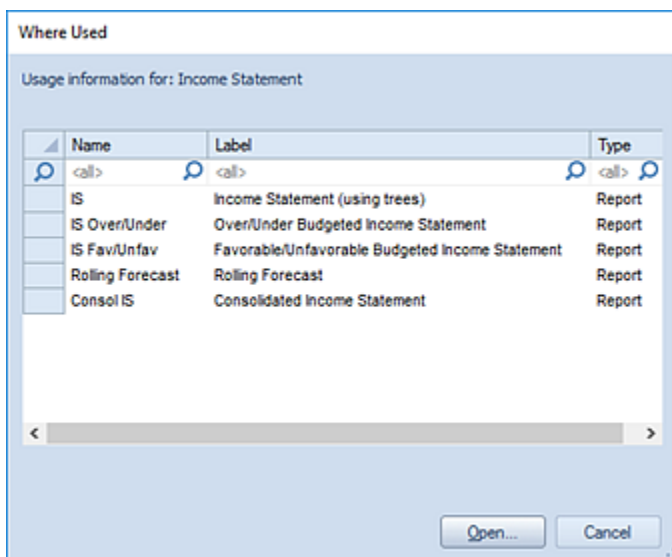 Where Used
Usage information for: Income Statement
Name Label Type
<all> <all> <all>
IS Income Statement (using trees) Report
IS Over/Under Over/Under Budgeted Income Statement Report
IS Fav/Unfav Favorable/Unfavorable Budgeted Income Statement Report
Rolling Forecast Rolling Forecast Report
Consol IS Consolidated Income Statement Report
Open... Cancel